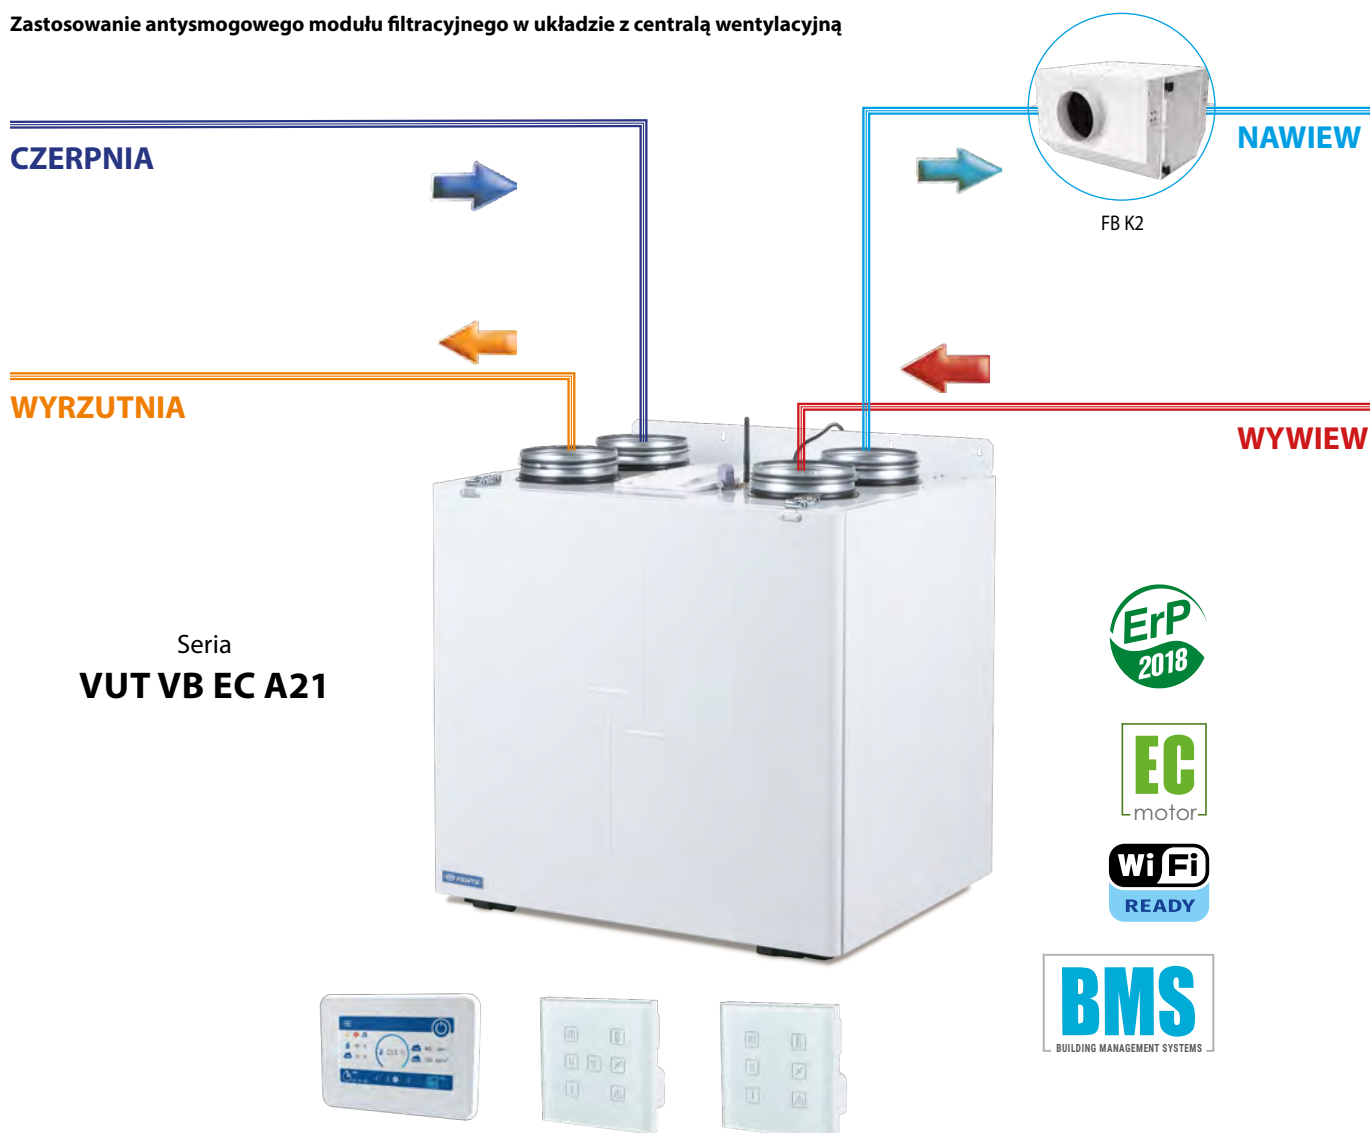 Zastosowanie antysmogowego modułu filtracyjnego w układzie z centralą wentylacyjną
CZERPNIA
NAWIEW
FB K2
WYRZUTNIA
WYWIEW
Seria
VUT VB EC A21
ErP
2018
EC
motor
Wi Fi
READY
VENTS
BMS
BUILDING MANAGEMENT SYSTEMS